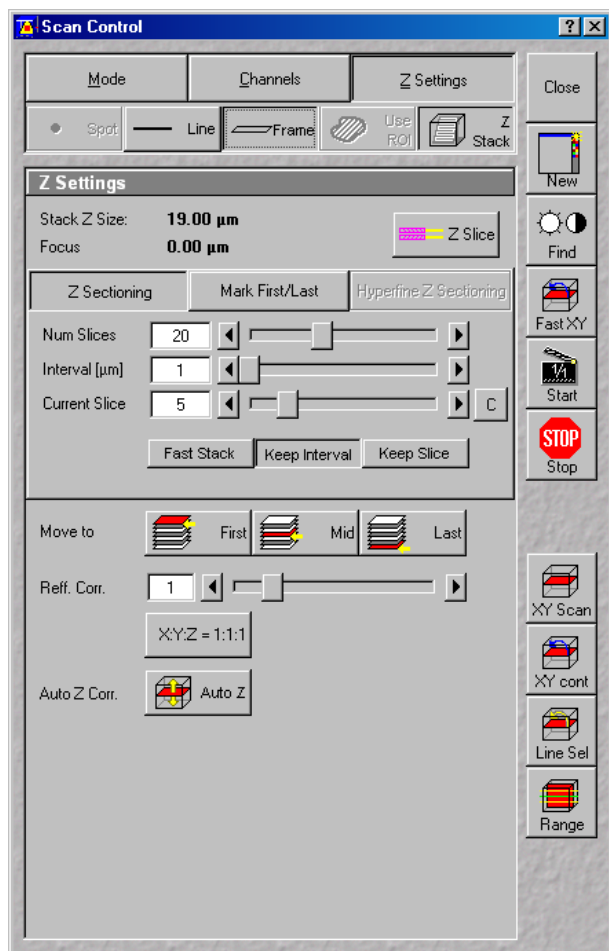 Scan Control
Mode Channels Z Settings
Close
Spot Line Frame Use ROI Z Stack
New
Z Settings
Stack Z Size: 19.00 µm
Focus 0.00 µm
Z Slice
Find
Z Sectioning Mark First/Last Hyperfine Z Sectioning
Fast XY
Num Slices 20
Interval [µm] 1
1/1
Start
Current Slice 5 C
STOP
Stop
Fast Stack Keep Interval Keep Slice
Move to First Mid Last
Reff. Corr. 1
XY Scan
X:Y:Z = 1:1:1
Auto Z Corr. Auto Z
XY cont
Line Sel
Range